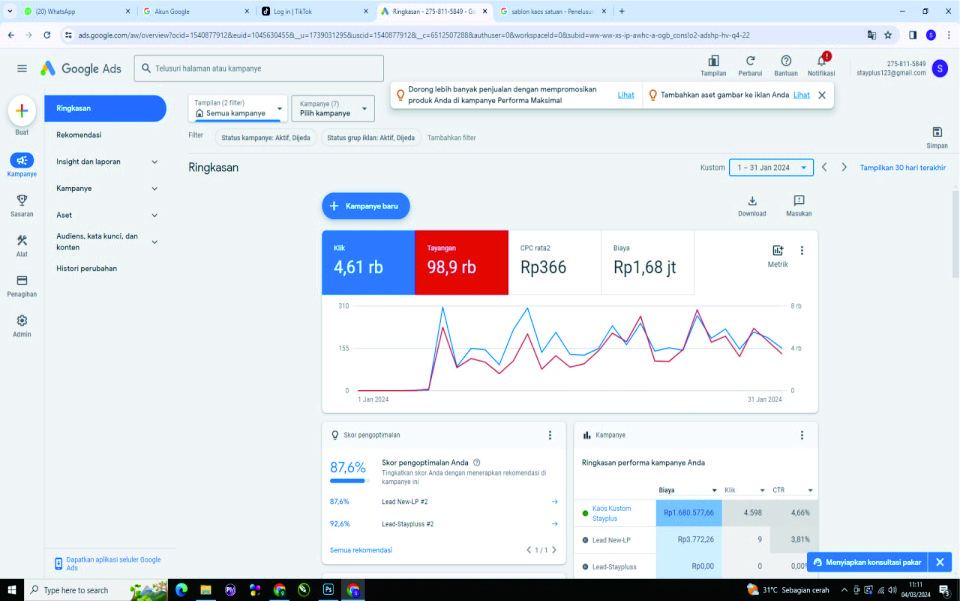 (20) WhatsApp
Akun Google
Log in | TikTok
Ringkasan - 275-811-5849 - Go
sablon kaos satuan - Penelusur
ads.google.com/aw/overview?ocid=1540877912&euid=1045630455&__u=1739031295&uscid=1540877912&__c=6512507288&authuser=0&workspaceId=0&subid=ww-ww-xs-ip-awhc-a-ogb_conslo2-adshp-hv-q4-22
Google Ads
Telusuri halaman atau kampanye
Tampilan
Perbarui
Bantuan
Notifikasi
275-811-5849
stayplus123@gmail.com
S
Dorong lebih banyak penjualan dengan mempromosikan
produk Anda di kampanye Performa Maksimal
Lihat
Tambahkan aset gambar ke iklan Anda
Lihat
Buat
Kampanye
Sasaran
Alat
Penagihan
Admin
Ringkasan
Rekomendasi
Insight dan laporan
Kampanye
Aset
Audiens, kata kunci, dan
konten
Histori perubahan
Dapatkan aplikasi seluler Google
Ads
Tampilan (2 filter)
Semua kampanye
Kampanye (7)
Pilih kampanye
Filter
Status kampanye: Aktif, Dijeda
Status grup iklan: Aktif, Dijeda
Tambahkan filter
Simpan
Ringkasan
Kustom
1 – 31 Jan 2024
Tampilkan 30 hari terakhir
Kampanye baru
Download
Masukan
Klik
4,61 rb
Tayangan
98,9 rb
CPC rata2
Rp366
Biaya
Rp1,68 jt
Metrik
310
155
0
8 rb
4 rb
0
1 Jan 2024
31 Jan 2024
Skor pengoptimalan
87,6%
Skor pengoptimalan Anda
Tingkatkan skor Anda dengan menerapkan rekomendasi di
kampanye ini
87,6%
Lead New-LP #2
92,6%
Lead-Staypluss #2
Semua rekomendasi
1 / 1
Kampanye
Ringkasan performa kampanye Anda
Biaya
Klik
CTR
Kaos Kustom
Stayplus
Rp1.680.577,66
4.598
4,66%
Lead New-LP
Rp3.772,26
9
3,81%
Lead-Staypluss
Rp0,00
0
0,00%
Menyiapkan konsultasi pakar
Type here to search
31°C
Sebagian cerah
11:11
04/03/2024